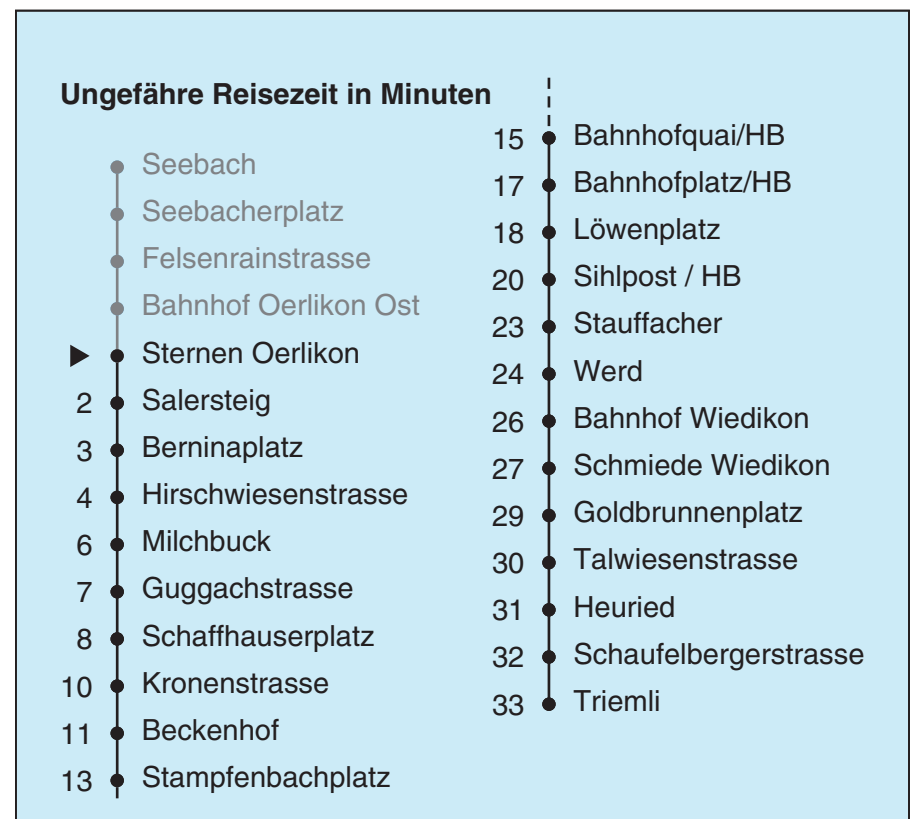 Ungefähre Reisezeit in Minuten
Seebach
Seebacherplatz
Felsenrainstrasse
Bahnhof Oerlikon Ost
Sternen Oerlikon
2 Salersteig
3 Berninaplatz
4 Hirschwiesenstrasse
6 Milchbuck
7 Guggachstrasse
8 Schaffhauserplatz
10 Kronenstrasse
11 Beckenhof
13 Stampfenbachplatz
15 Bahnhofquai/HB
17 Bahnhofplatz/HB
18 Löwenplatz
20 Sihlpost / HB
23 Stauffacher
24 Werd
26 Bahnhof Wiedikon
27 Schmiede Wiedikon
29 Goldbrunnenplatz
30 Talwiesenstrasse
31 Heuried
32 Schaufelbergerstrasse
33 Triemli